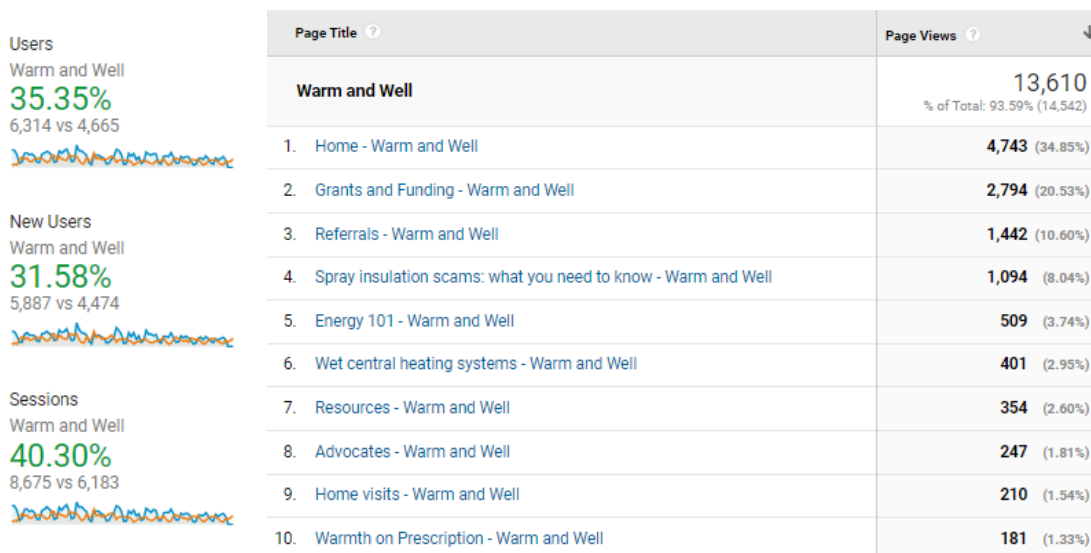 Users
Warm and Well
35.35%
6,314 vs 4,665
New Users
Warm and Well
31.58%
5,887 vs 4,474
Sessions
Warm and Well
40.30%
8,675 vs 6,183
Page Title ? Page Views ?
Warm and Well 13,610
% of Total: 93.59% (14,542)
1. Home - Warm and Well 4,743 (34.85%)
2. Grants and Funding - Warm and Well 2,794 (20.53%)
3. Referrals - Warm and Well 1,442 (10.60%)
4. Spray insulation scams: what you need to know - Warm and Well 1,094 (8.04%)
5. Energy 101 - Warm and Well 509 (3.74%)
6. Wet central heating systems - Warm and Well 401 (2.95%)
7. Resources - Warm and Well 354 (2.60%)
8. Advocates - Warm and Well 247 (1.81%)
9. Home visits - Warm and Well 210 (1.54%)
10. Warmth on Prescription - Warm and Well 181 (1.33%)